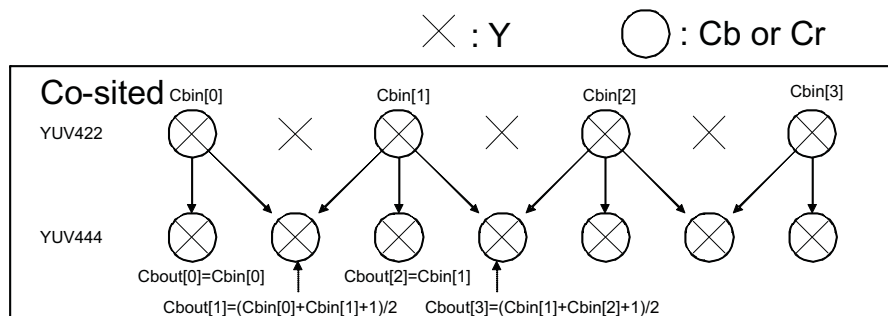 : Y
: Cb or Cr
Co-sited
Cbin[0]
Cbin[1]
Cbin[2]
Cbin[3]
YUV422
YUV444
Cbout[0]=Cbin[0]
Cbout[2]=Cbin[1]
Cbout[1]=(Cbin[0]+Cbin[1]+1)/2
Cbout[3]=(Cbin[1]+Cbin[2]+1)/2